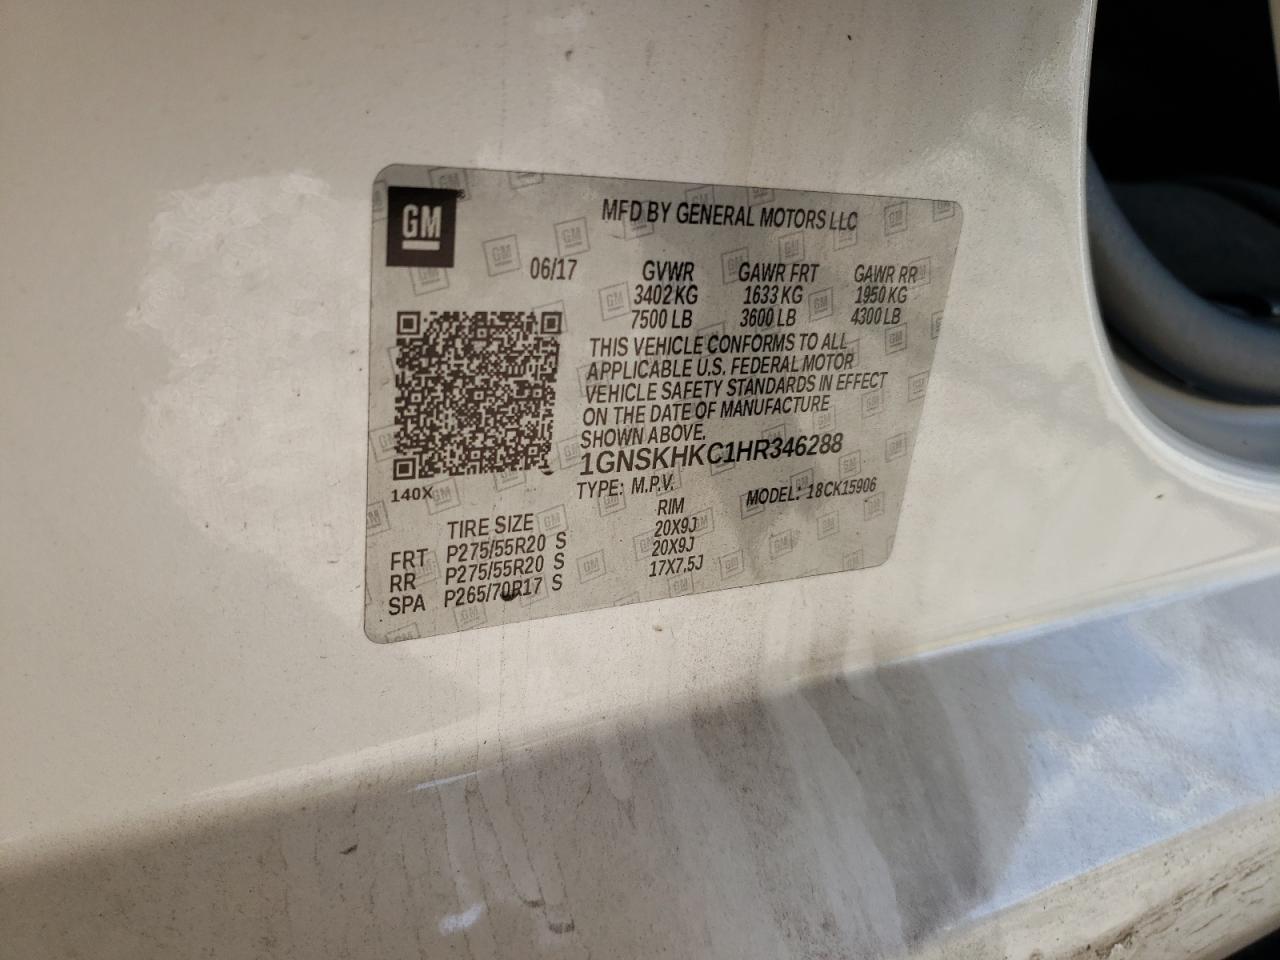 GM
MFD BY GENERAL MOTORS LLC
06/17 GVWR GAWR FRT GAWR RR
3402 KG 1633 KG 1950 KG
7500 LB 3600 LB 4300 LB
THIS VEHICLE CONFORMS TO ALL
APPLICABLE U.S. FEDERAL MOTOR
VEHICLE SAFETY STANDARDS IN EFFECT
ON THE DATE OF MANUFACTURE
SHOWN ABOVE.
1GNSKHKC1HR346288
TYPE: M.P.V. MODEL: 18CK15906
140X
TIRE SIZE RIM
FRT P275/55R20 S 20X9J
RR P275/55R20 S 20X9J
SPA P265/70R17 S 17X7.5J